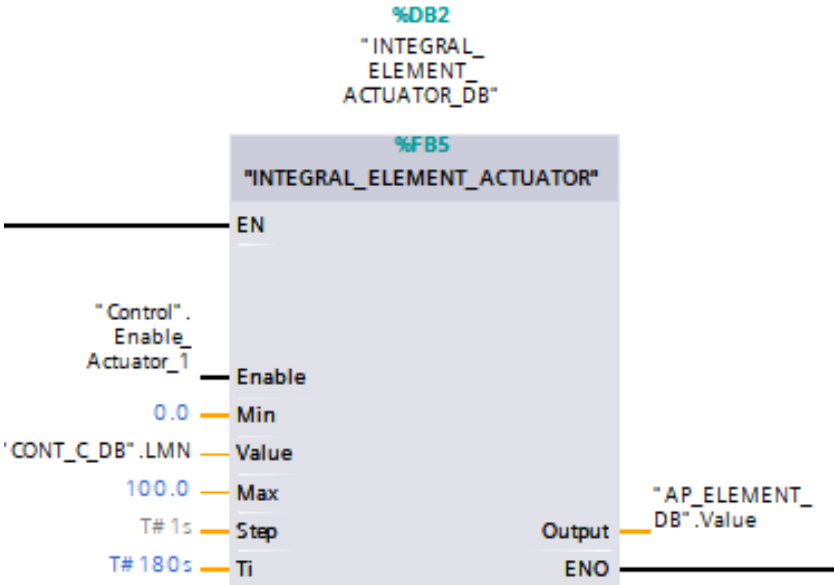 %DB2
"INTEGRAL_
ELEMENT_
ACTUATOR_DB"
%FB5
"INTEGRAL_ELEMENT_ACTUATOR"
EN
"Control".
Enable_
Actuator_1
Enable
0.0 Min
"CONT_C_DB".LMN Value
100.0 Max
"AP_ELEMENT_
DB".Value
T#1s Step Output
T#180s Ti ENO